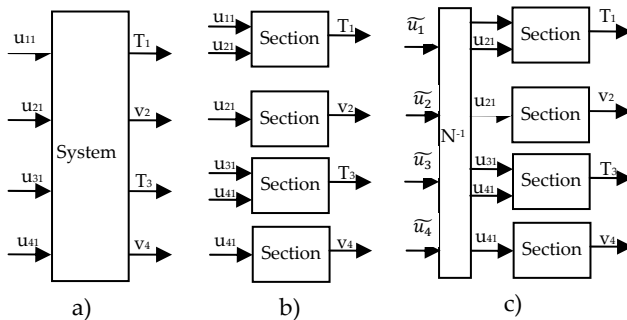 u11
T1
u21
v2
System
u31
T3
u41
v4
a)
u11
u21
Section
T1
u21
Section
v2
u31
u41
Section
T3
u41
Section
v4
b)
ũ1
ũ2
ũ3
ũ4
N-1
u21
Section
T1
u21
Section
v2
u31
u41
Section
T3
u41
Section
v4
c)